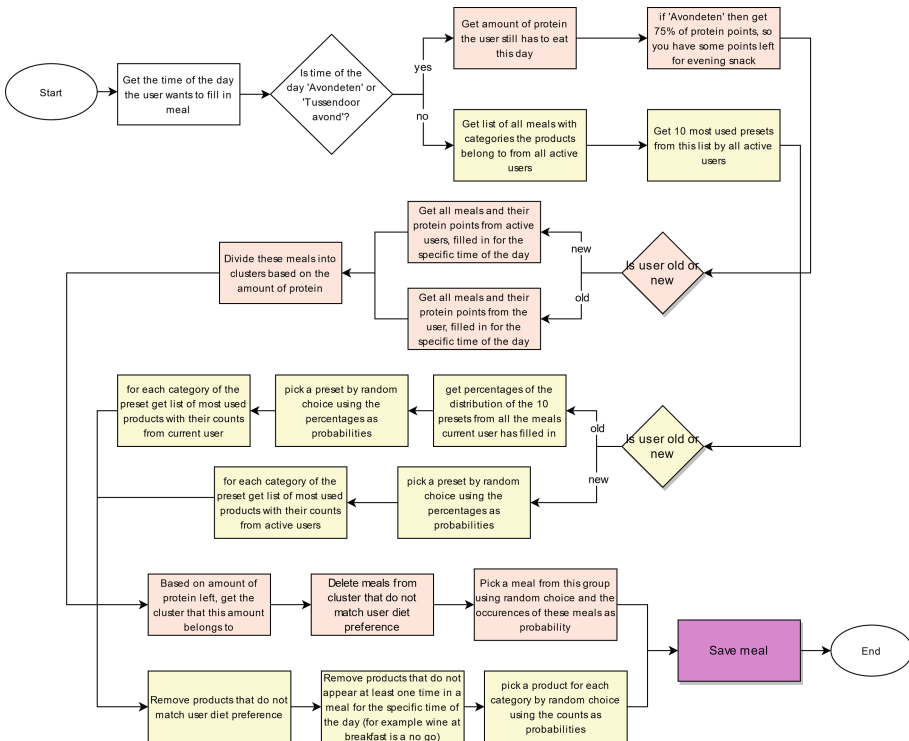 Start
Get the time of the day
the user wants to fill in
meal
Is time of the
day 'Avondeten' or
'Tussendoor
avond'?
yes
no
Get amount of protein
the user still has to eat
this day
if 'Avondeten' then get
75% of protein points, so
you have some points left
for evening snack
Get list of all meals with
categories the products
belong to from all active
users
Get 10 most used presets
from this list by all active
users
Is user old or
new
new
old
Get all meals and their
protein points from active
users, filled in for the
specific time of the day
Get all meals and their
protein points from the
user, filled in for the
specific time of the day
Divide these meals into
clusters based on the
amount of protein
Is user old or
new
old
new
get percentages of the
distribution of the 10
presets from all the meals
current user has filled in
pick a preset by random
choice using the
percentages as
probabilities
for each category of the
preset get list of most used
products with their counts
from current user
pick a preset by random
choice using the
percentages as
probabilities
for each category of the
preset get list of most used
products with their counts
from active users
Based on amount of
protein left, get the
cluster that this amount
belongs to
Delete meals from
cluster that do not
match user diet
preference
Pick a meal from this group
using random choice and the
occurences of these meals as
probability
Remove products that do not
match user diet preference
Remove products that do not
appear at least one time in a
meal for the specific time of
the day (for example wine at
breakfast is a no go)
pick a product for each
category by random choice
using the counts as
probabilities
Save meal
End